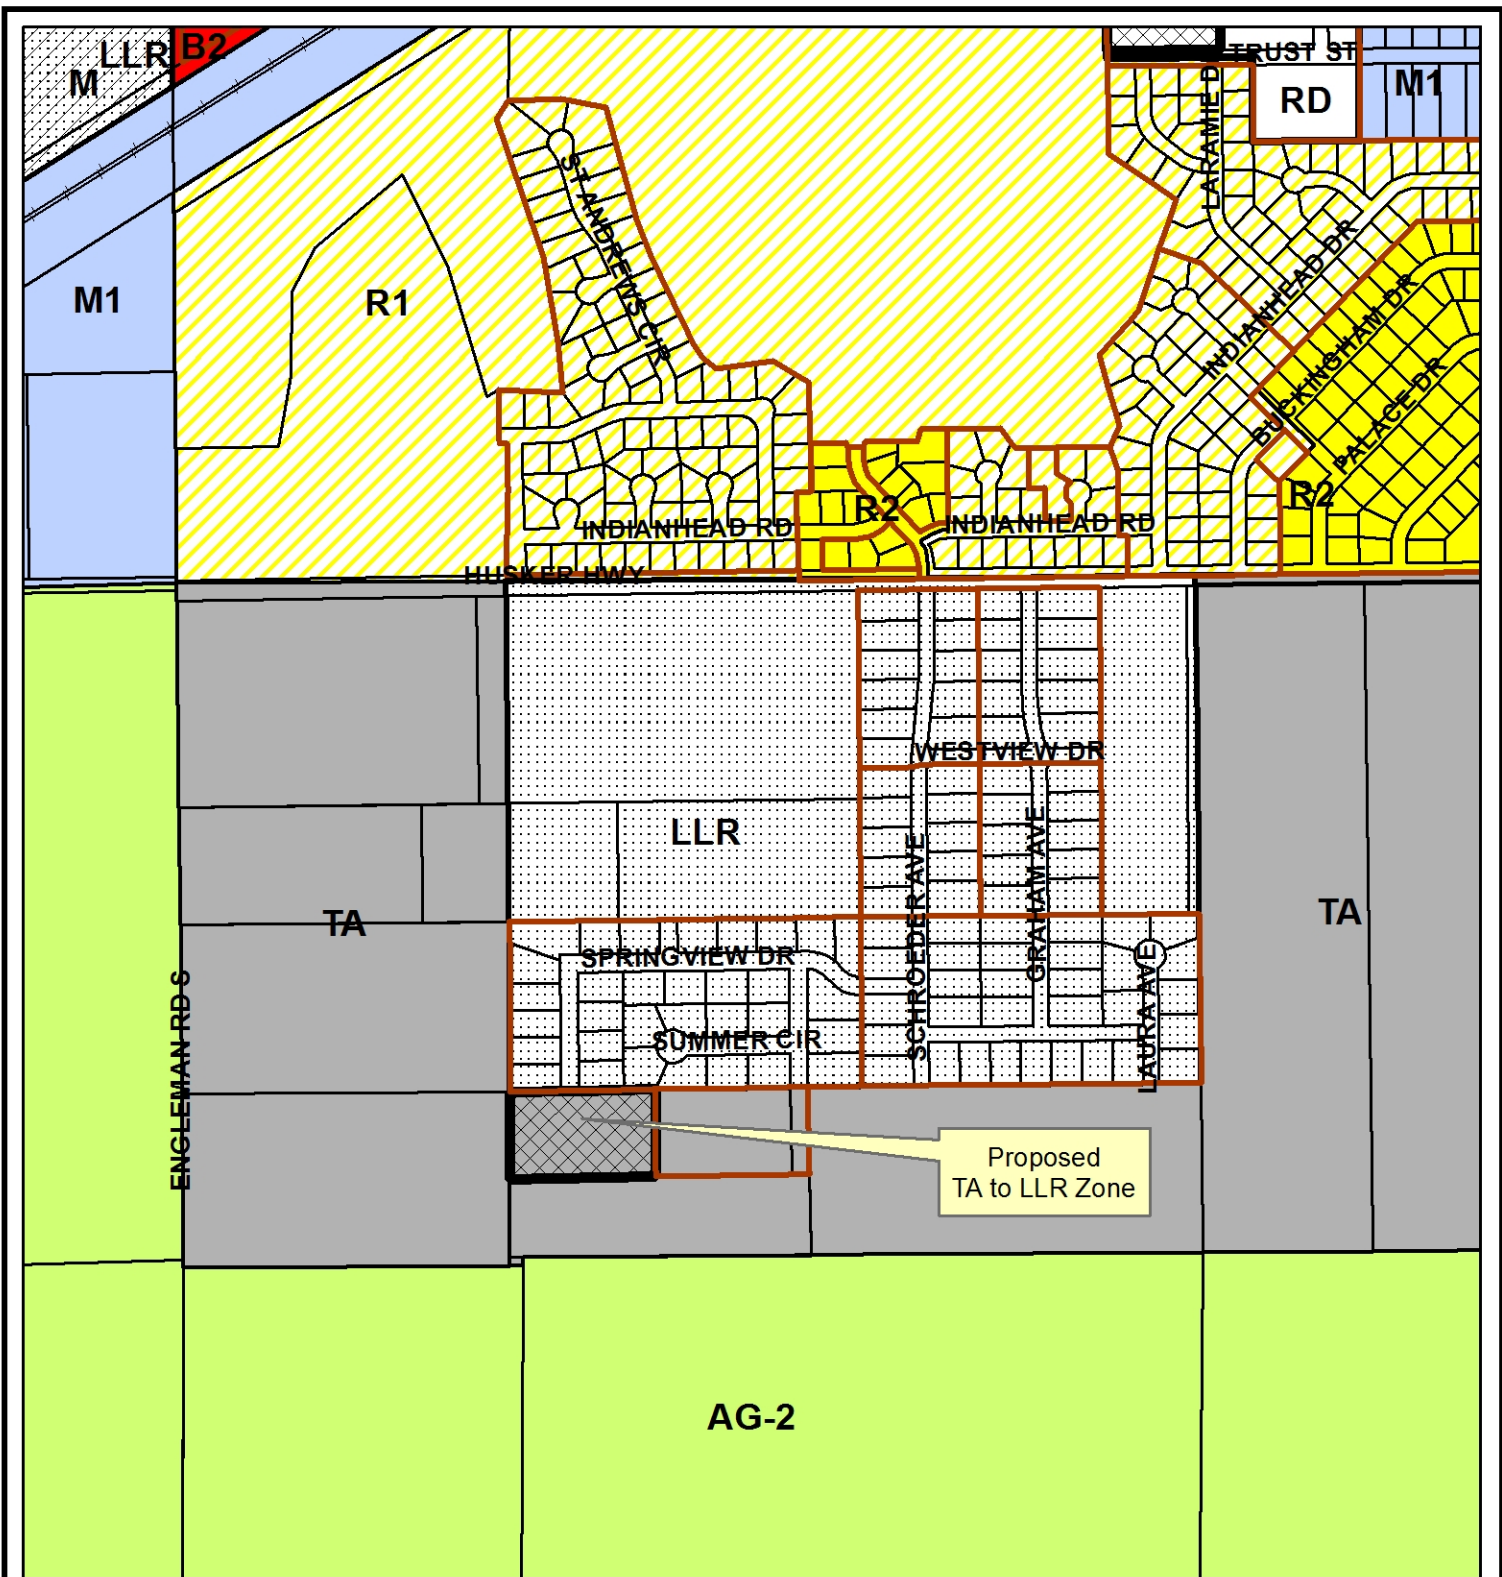 LLR
B2
M
TRUST ST
M1
RD
LARAMIE D
ST ANDREWS CIR
M1
R1
INDIANHEAD DR
BUCKINGHAM DR
PALACE DR
R2
R2
INDIANHEAD RD
INDIANHEAD RD
HUSKER HWY
WESTVIEW DR
LLR
SCHROEDER AVE
GRAHAM AVE
TA
TA
SPRINGVIEW DR
SUMMER CIR
LAURA AVE
ENGLEMAN RD S
Proposed
TA to LLR Zone
AG-2